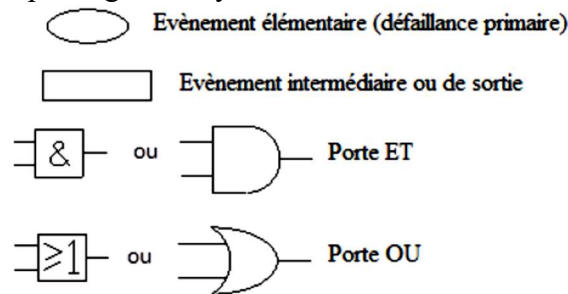 Evènement élémentaire (défaillance primaire)
Evènement intermédiaire ou de sortie
& ou Porte ET
≥1 ou Porte OU